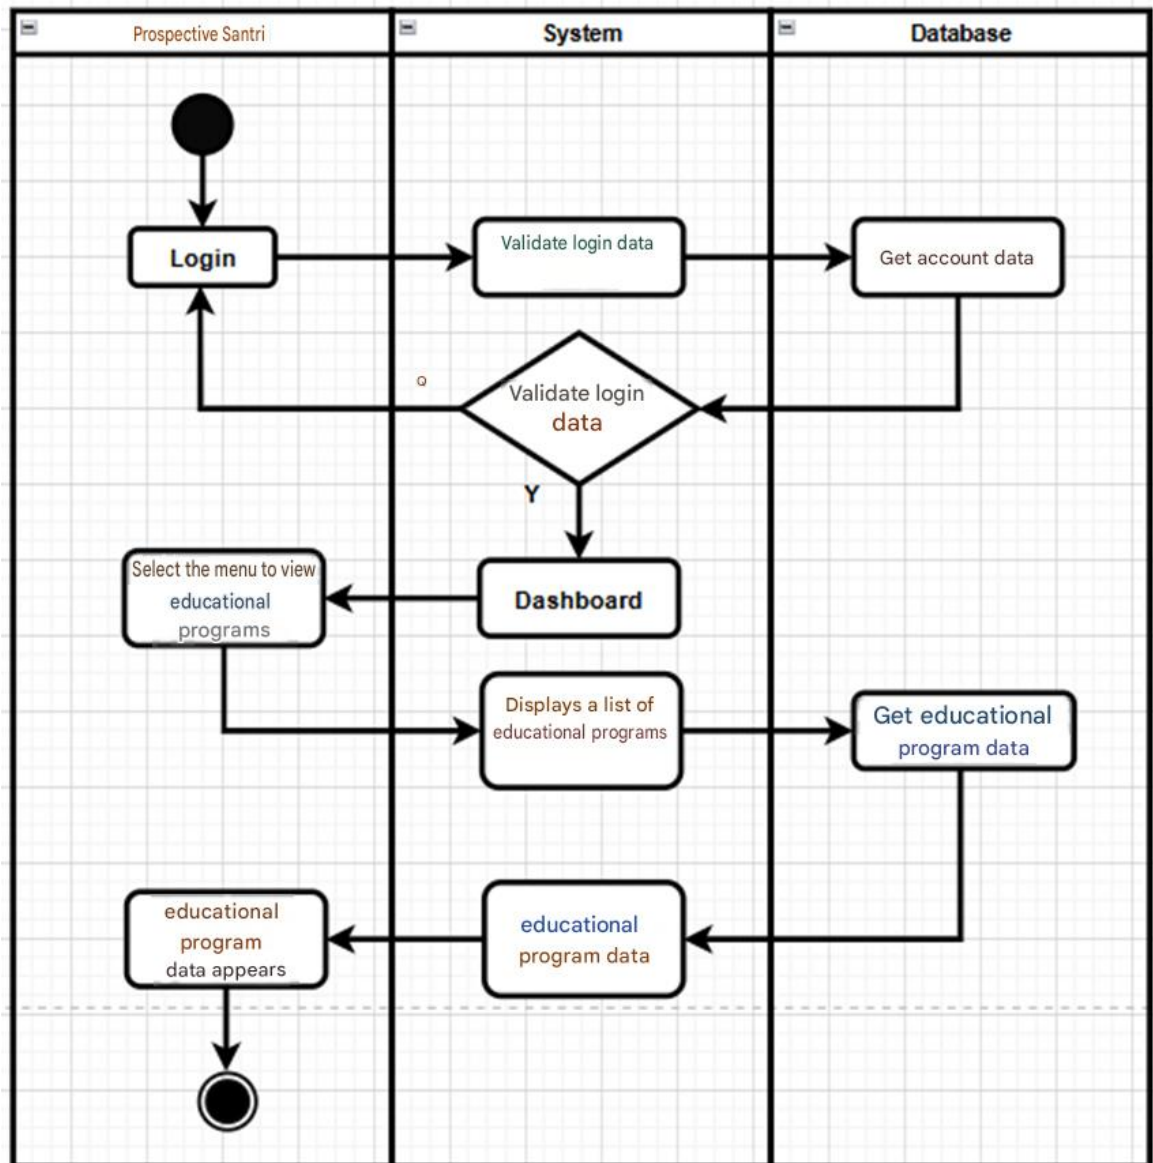 Prospective Santri
System
Database
Login
Validate login data
Get account data
Q
Validate login
data
Y
Select the menu to view
educational
programs
Dashboard
Displays a list of
educational programs
Get educational
program data
educational
program
data appears
educational
program data